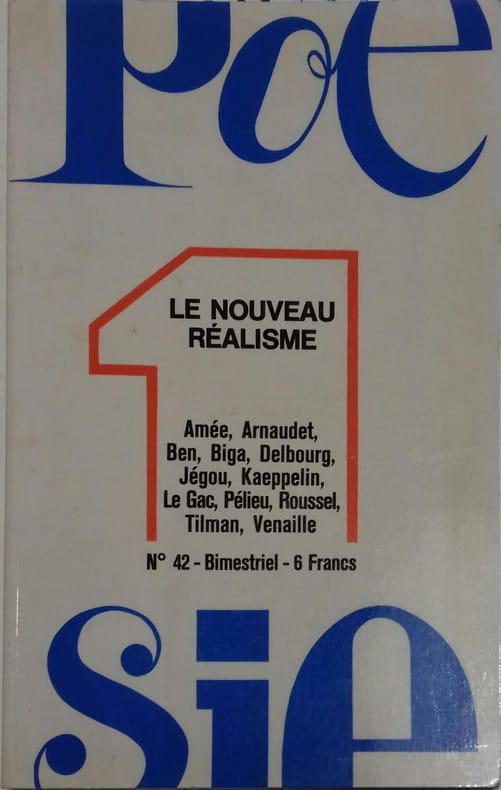 Poe
1
LE NOUVEAU
RÉALISME
Amée, Arnaudet,
Ben, Biga, Delbourg,
Jégou, Kaeppelin,
Le Gac, Pélieu, Roussel,
Tilman, Venaille
N° 42 - Bimestriel - 6 Francs
sie